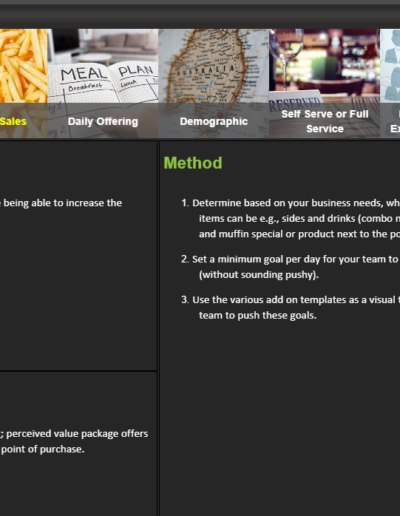 MEAL PLAN
Breakfast
Lunch
AUSTRALIA
RESERVED
Sales
Daily Offering
Demographic
Self Serve or Full
Service
Method
being able to increase the
1. Determine based on your business needs, wh
items can be e.g., sides and drinks (combo
and muffin special or product next to the po
2. Set a minimum goal per day for your team to
(without sounding pushy).
3. Use the various add on templates as a visual
team to push these goals.
; perceived value package offers
point of purchase.